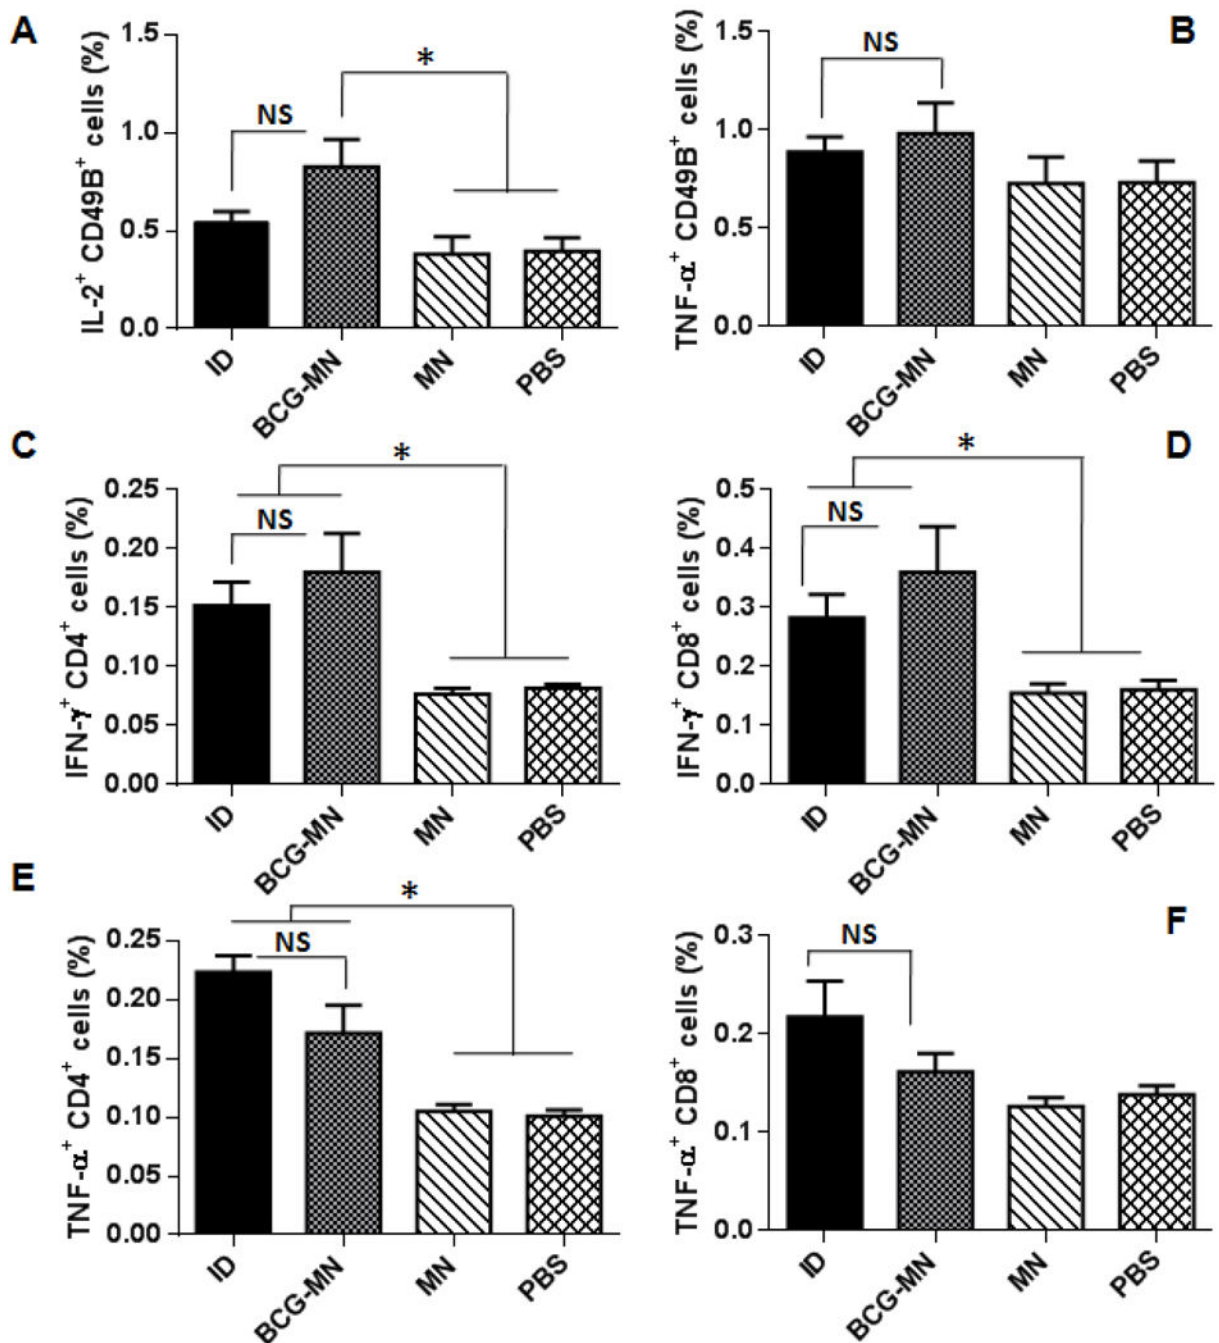 A
IL-2⁺ CD49B⁺ cells (%)
1.5
1.0
0.5
0.0
NS
*
ID
BCG-MN
MN
PBS
B
TNF-α⁺ CD49B⁺ cells (%)
1.5
1.0
0.5
0.0
NS
ID
BCG-MN
MN
PBS
C
IFN-γ⁺ CD4⁺ cells (%)
0.25
0.20
0.15
0.10
0.05
0.00
*
NS
ID
BCG-MN
MN
PBS
D
IFN-γ⁺ CD8⁺ cells (%)
0.5
0.4
0.3
0.2
0.1
0.0
*
NS
ID
BCG-MN
MN
PBS
E
TNF-α⁺ CD4⁺ cells (%)
0.25
0.20
0.15
0.10
0.05
0.00
*
NS
ID
BCG-MN
MN
PBS
F
TNF-α⁺ CD8⁺ cells (%)
0.3
0.2
0.1
0.0
NS
ID
BCG-MN
MN
PBS